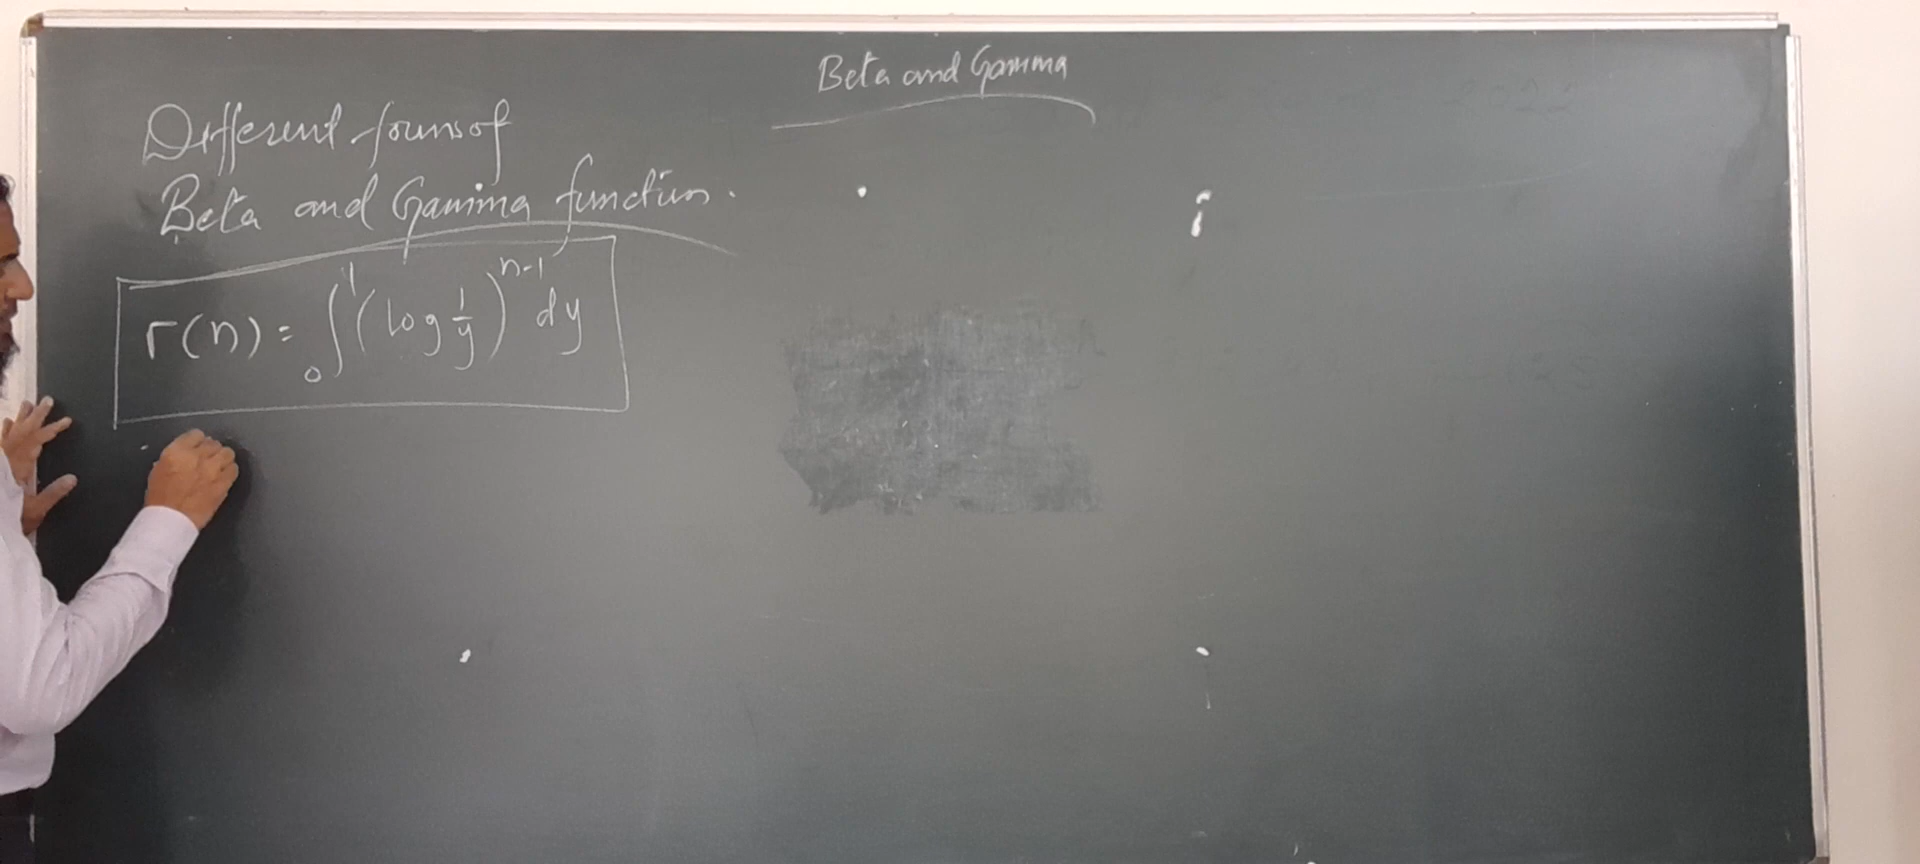 Beta and Gamma
Different forms of
Beta and Gamma function.
Γ(n) = ∫₀¹ (log 1/y)ⁿ⁻¹ dy